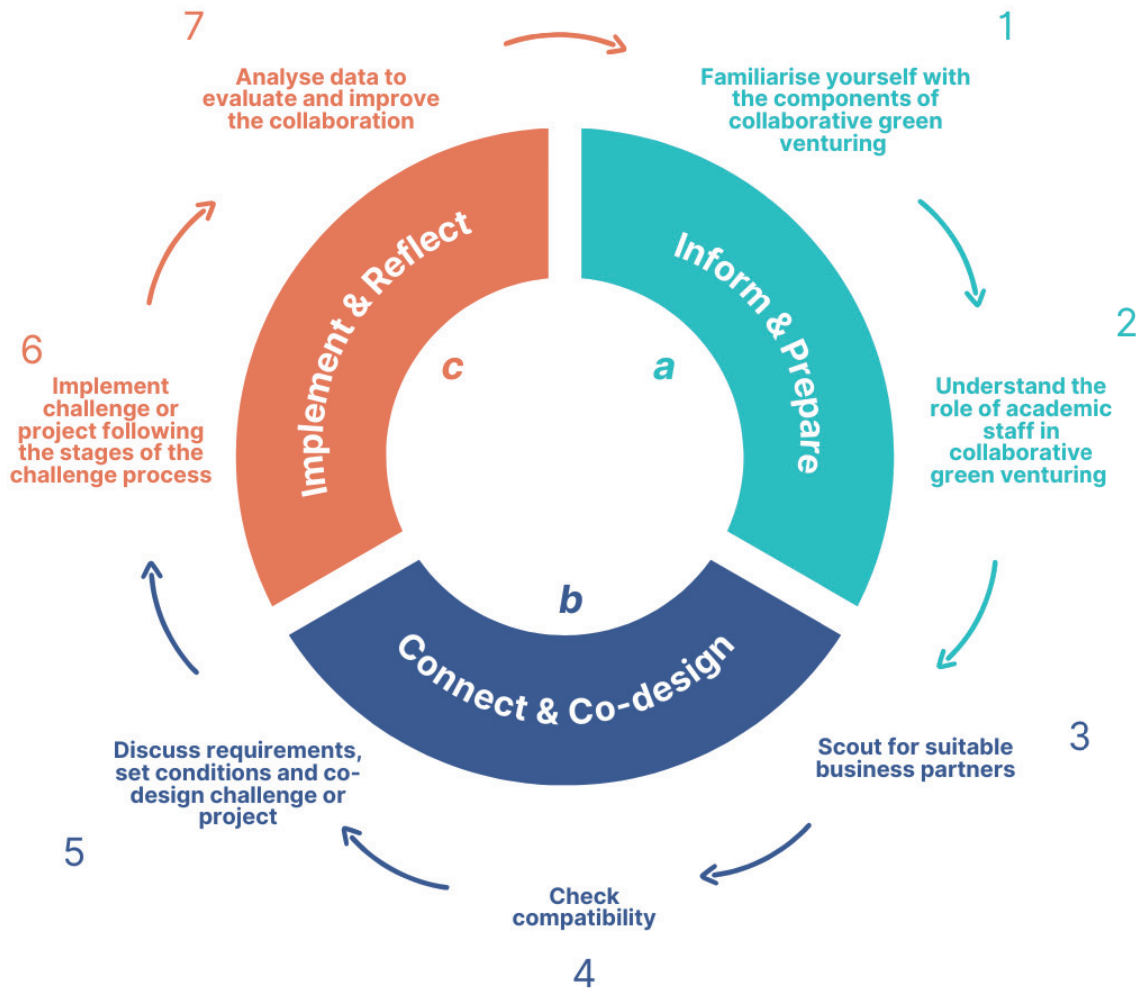 7
Analyse data to
evaluate and improve
the collaboration
1
Familiarise yourself with
the components of
collaborative green
venturing
2
Understand the
role of academic
staff in
collaborative
green venturing
3
Scout for suitable
business partners
Check
compatibility
4
Discuss requirements,
set conditions and co-
design challenge or
project
5
6
Implement
challenge or
project following
the stages of the
challenge process
Inform & Prepare
a
Connect & Co-design
b
Implement & Reflect
c